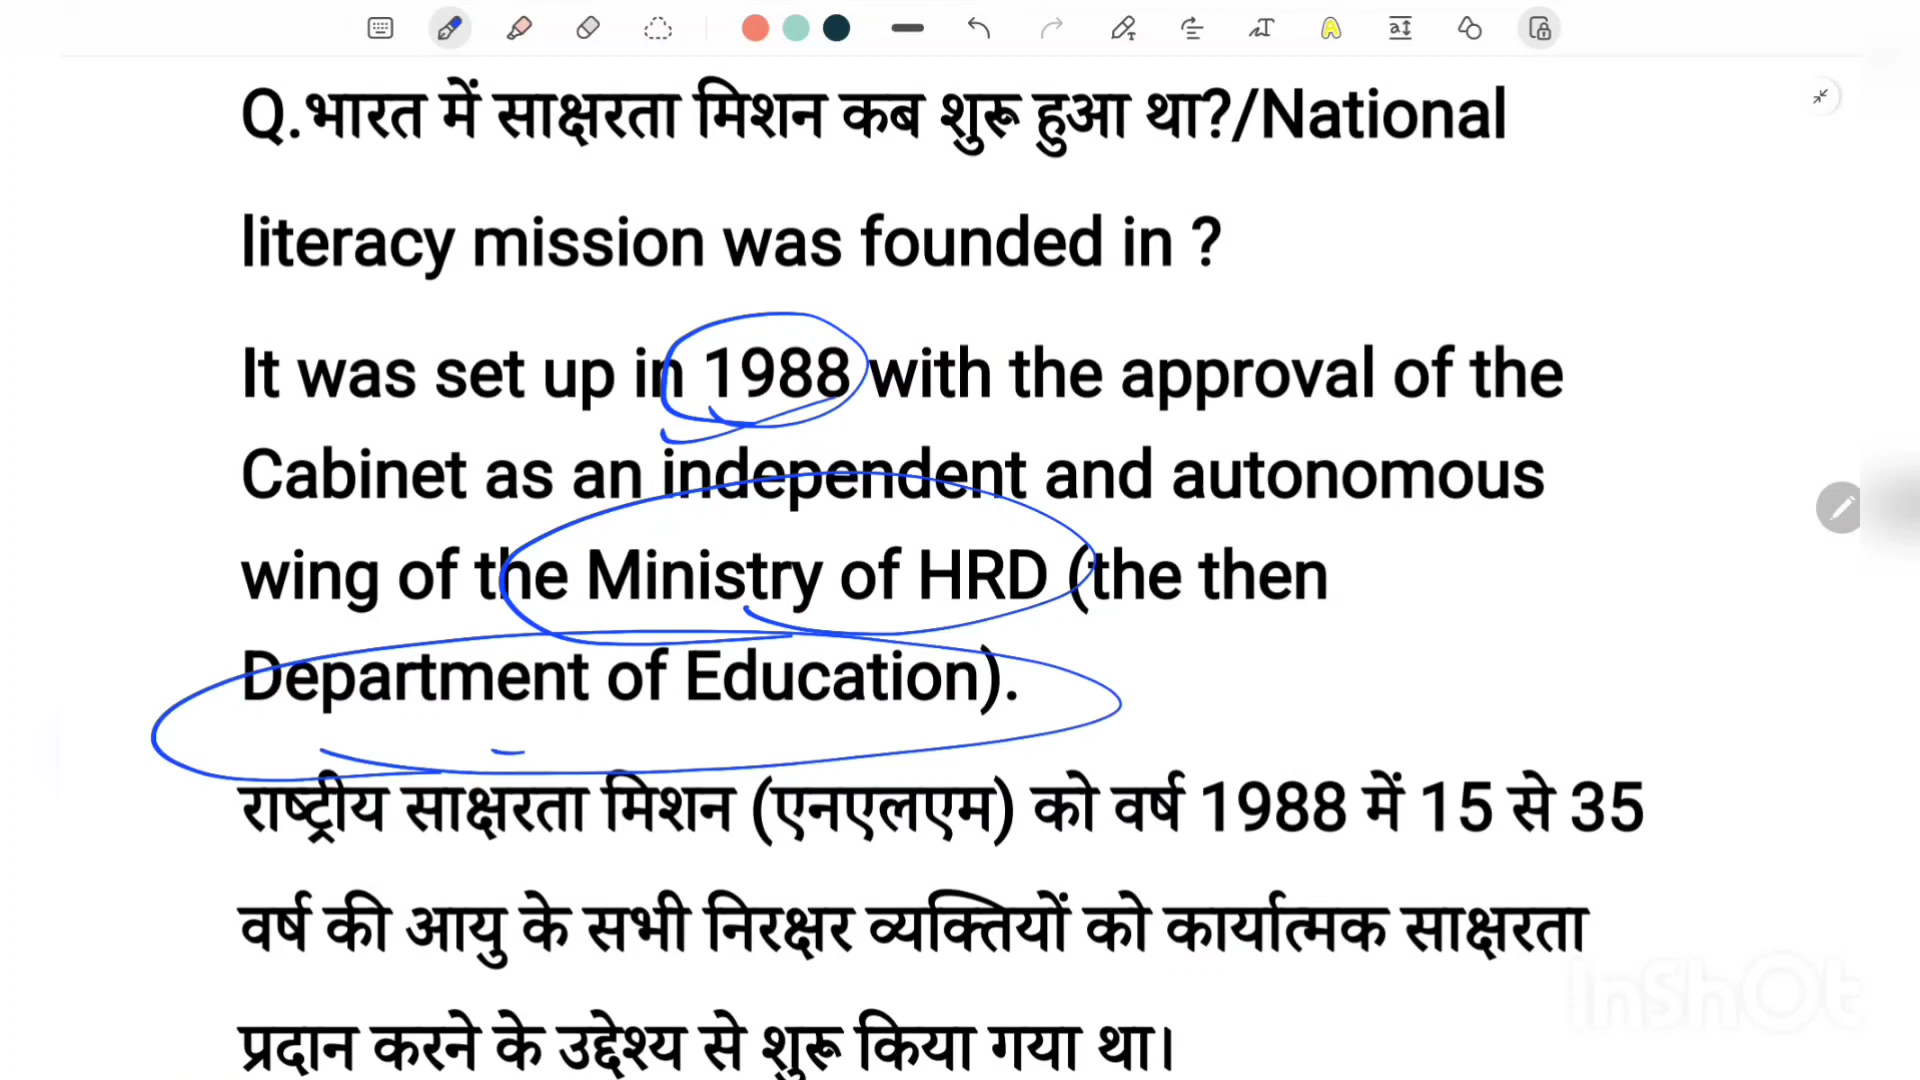 Q.भारत में साक्षरता मिशन कब शुरू हुआ था?/National
literacy mission was founded in ?
It was set up in 1988 with the approval of the
Cabinet as an independent and autonomous
wing of the Ministry of HRD (the then
Department of Education).
राष्ट्रीय साक्षरता मिशन (एनएलएम) को वर्ष 1988 में 15 से 35
वर्ष की आयु के सभी निरक्षर व्यक्तियों को कार्यात्मक साक्षरता
प्रदान करने के उद्देश्य से शुरू किया गया था।
InShOt